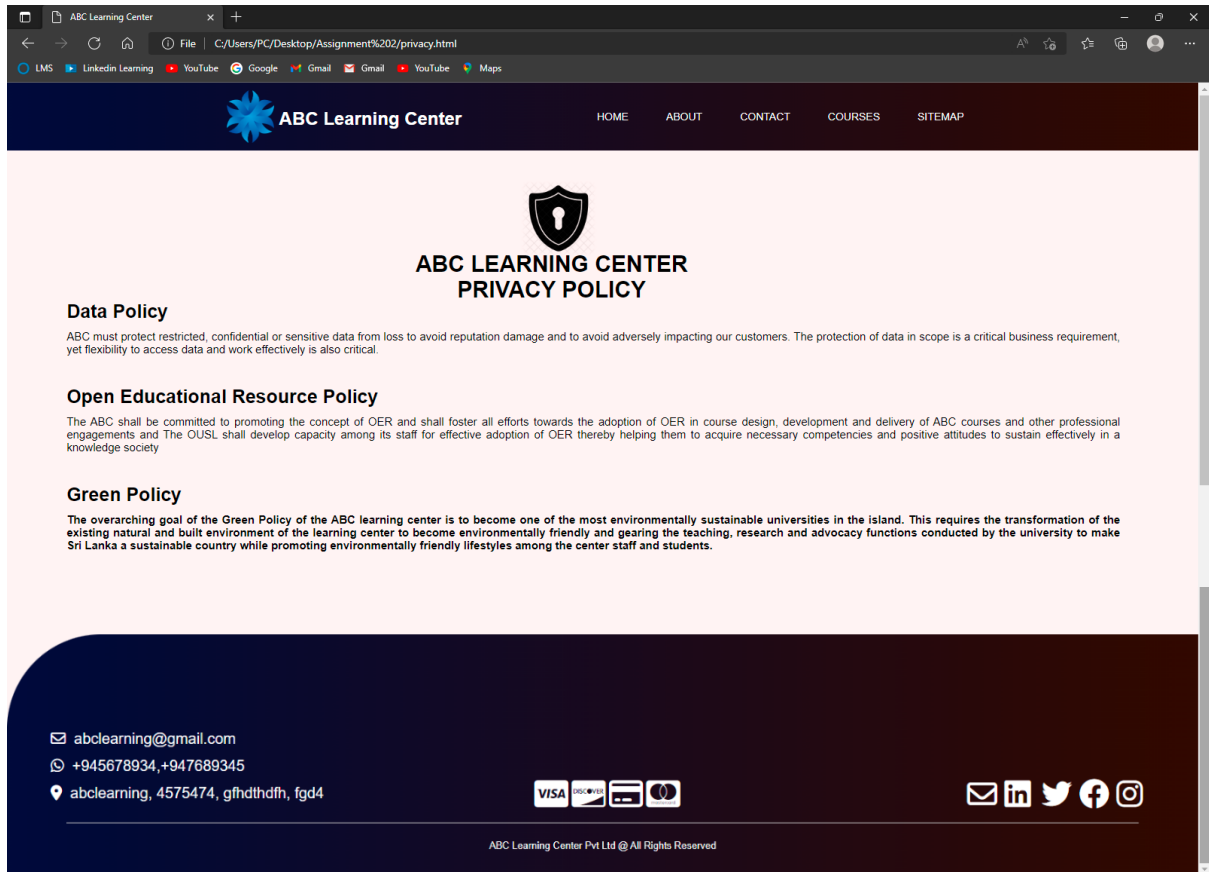 ABC Learning Center
File
C:/Users/PC/Desktop/Assignment%202/privacy.html
LMS Linkedin Learning YouTube Google Gmail Gmail YouTube Maps
ABC Learning Center HOME ABOUT CONTACT COURSES SITEMAP
ABC LEARNING CENTER
PRIVACY POLICY
Data Policy
ABC must protect restricted, confidential or sensitive data from loss to avoid reputation damage and to avoid adversely impacting our customers. The protection of data in scope is a critical business requirement,
yet flexibility to access data and work effectively is also critical.
Open Educational Resource Policy
The ABC shall be committed to promoting the concept of OER and shall foster all efforts towards the adoption of OER in course design, development and delivery of ABC courses and other professional
engagements and The OUSL shall develop capacity among its staff for effective adoption of OER thereby helping them to acquire necessary competencies and positive attitudes to sustain effectively in a
knowledge society
Green Policy
The overarching goal of the Green Policy of the ABC learning center is to become one of the most environmentally sustainable universities in the island. This requires the transformation of the
existing natural and built environment of the learning center to become environmentally friendly and gearing the teaching, research and advocacy functions conducted by the university to make
Sri Lanka a sustainable country while promoting environmentally friendly lifestyles among the center staff and students.
abclearning@gmail.com
+945678934,+947689345
abclearning, 4575474, gfhdthdfh, fgd4
VISA DISCOVER
ABC Learning Center Pvt Ltd @ All Rights Reserved